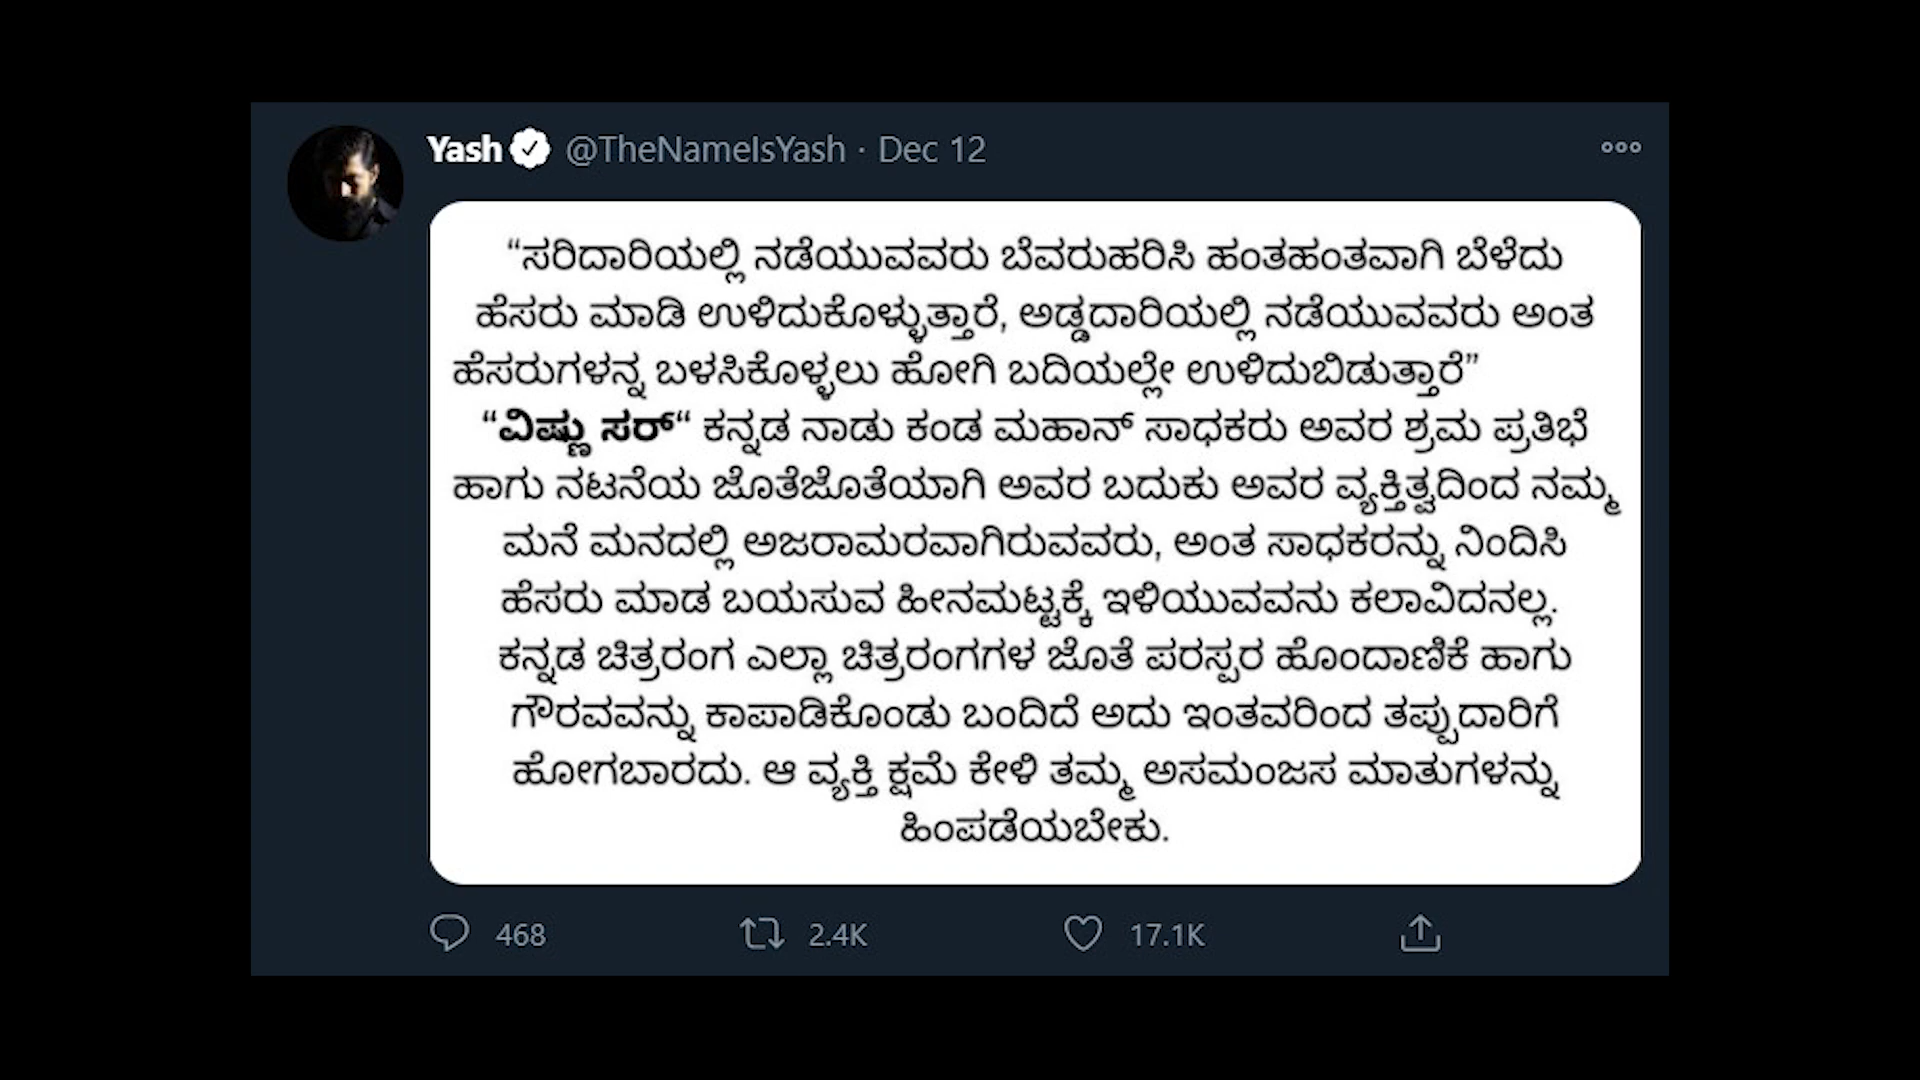 Yash @TheNameIsYash · Dec 12
“ಸರಿದಾರಿಯಲ್ಲಿ ನಡೆಯುವವರು ಬೆವರುಹರಿಸಿ ಹಂತಹಂತವಾಗಿ ಬೆಳೆದು
ಹೆಸರು ಮಾಡಿ ಉಳಿದುಕೊಳ್ಳುತ್ತಾರೆ, ಅಡ್ಡದಾರಿಯಲ್ಲಿ ನಡೆಯುವವರು ಅಂತ
ಹೆಸರುಗಳನ್ನ ಬಳಸಿಕೊಳ್ಳಲು ಹೋಗಿ ಬದಿಯಲ್ಲೇ ಉಳಿದುಬಿಡುತ್ತಾರೆ”
“ವಿಷ್ಣು ಸರ್“ ಕನ್ನಡ ನಾಡು ಕಂಡ ಮಹಾನ್ ಸಾಧಕರು ಅವರ ಶ್ರಮ ಪ್ರತಿಭೆ
ಹಾಗು ನಟನೆಯ ಜೊತೆಜೊತೆಯಾಗಿ ಅವರ ಬದುಕು ಅವರ ವ್ಯಕ್ತಿತ್ವದಿಂದ ನಮ್ಮ
ಮನೆ ಮನದಲ್ಲಿ ಅಜರಾಮರವಾಗಿರುವವರು, ಅಂತ ಸಾಧಕರನ್ನು ನಿಂದಿಸಿ
ಹೆಸರು ಮಾಡ ಬಯಸುವ ಹೀನಮಟ್ಟಕ್ಕೆ ಇಳಿಯುವವನು ಕಲಾವಿದನಲ್ಲ.
ಕನ್ನಡ ಚಿತ್ರರಂಗ ಎಲ್ಲಾ ಚಿತ್ರರಂಗಗಳ ಜೊತೆ ಪರಸ್ಪರ ಹೊಂದಾಣಿಕೆ ಹಾಗು
ಗೌರವವನ್ನು ಕಾಪಾಡಿಕೊಂಡು ಬಂದಿದೆ ಅದು ಇಂತವರಿಂದ ತಪ್ಪುದಾರಿಗೆ
ಹೋಗಬಾರದು. ಆ ವ್ಯಕ್ತಿ ಕ್ಷಮೆ ಕೇಳಿ ತಮ್ಮ ಅಸಮಂಜಸ ಮಾತುಗಳನ್ನು
ಹಿಂಪಡೆಯಬೇಕು.
468 2.4K 17.1K